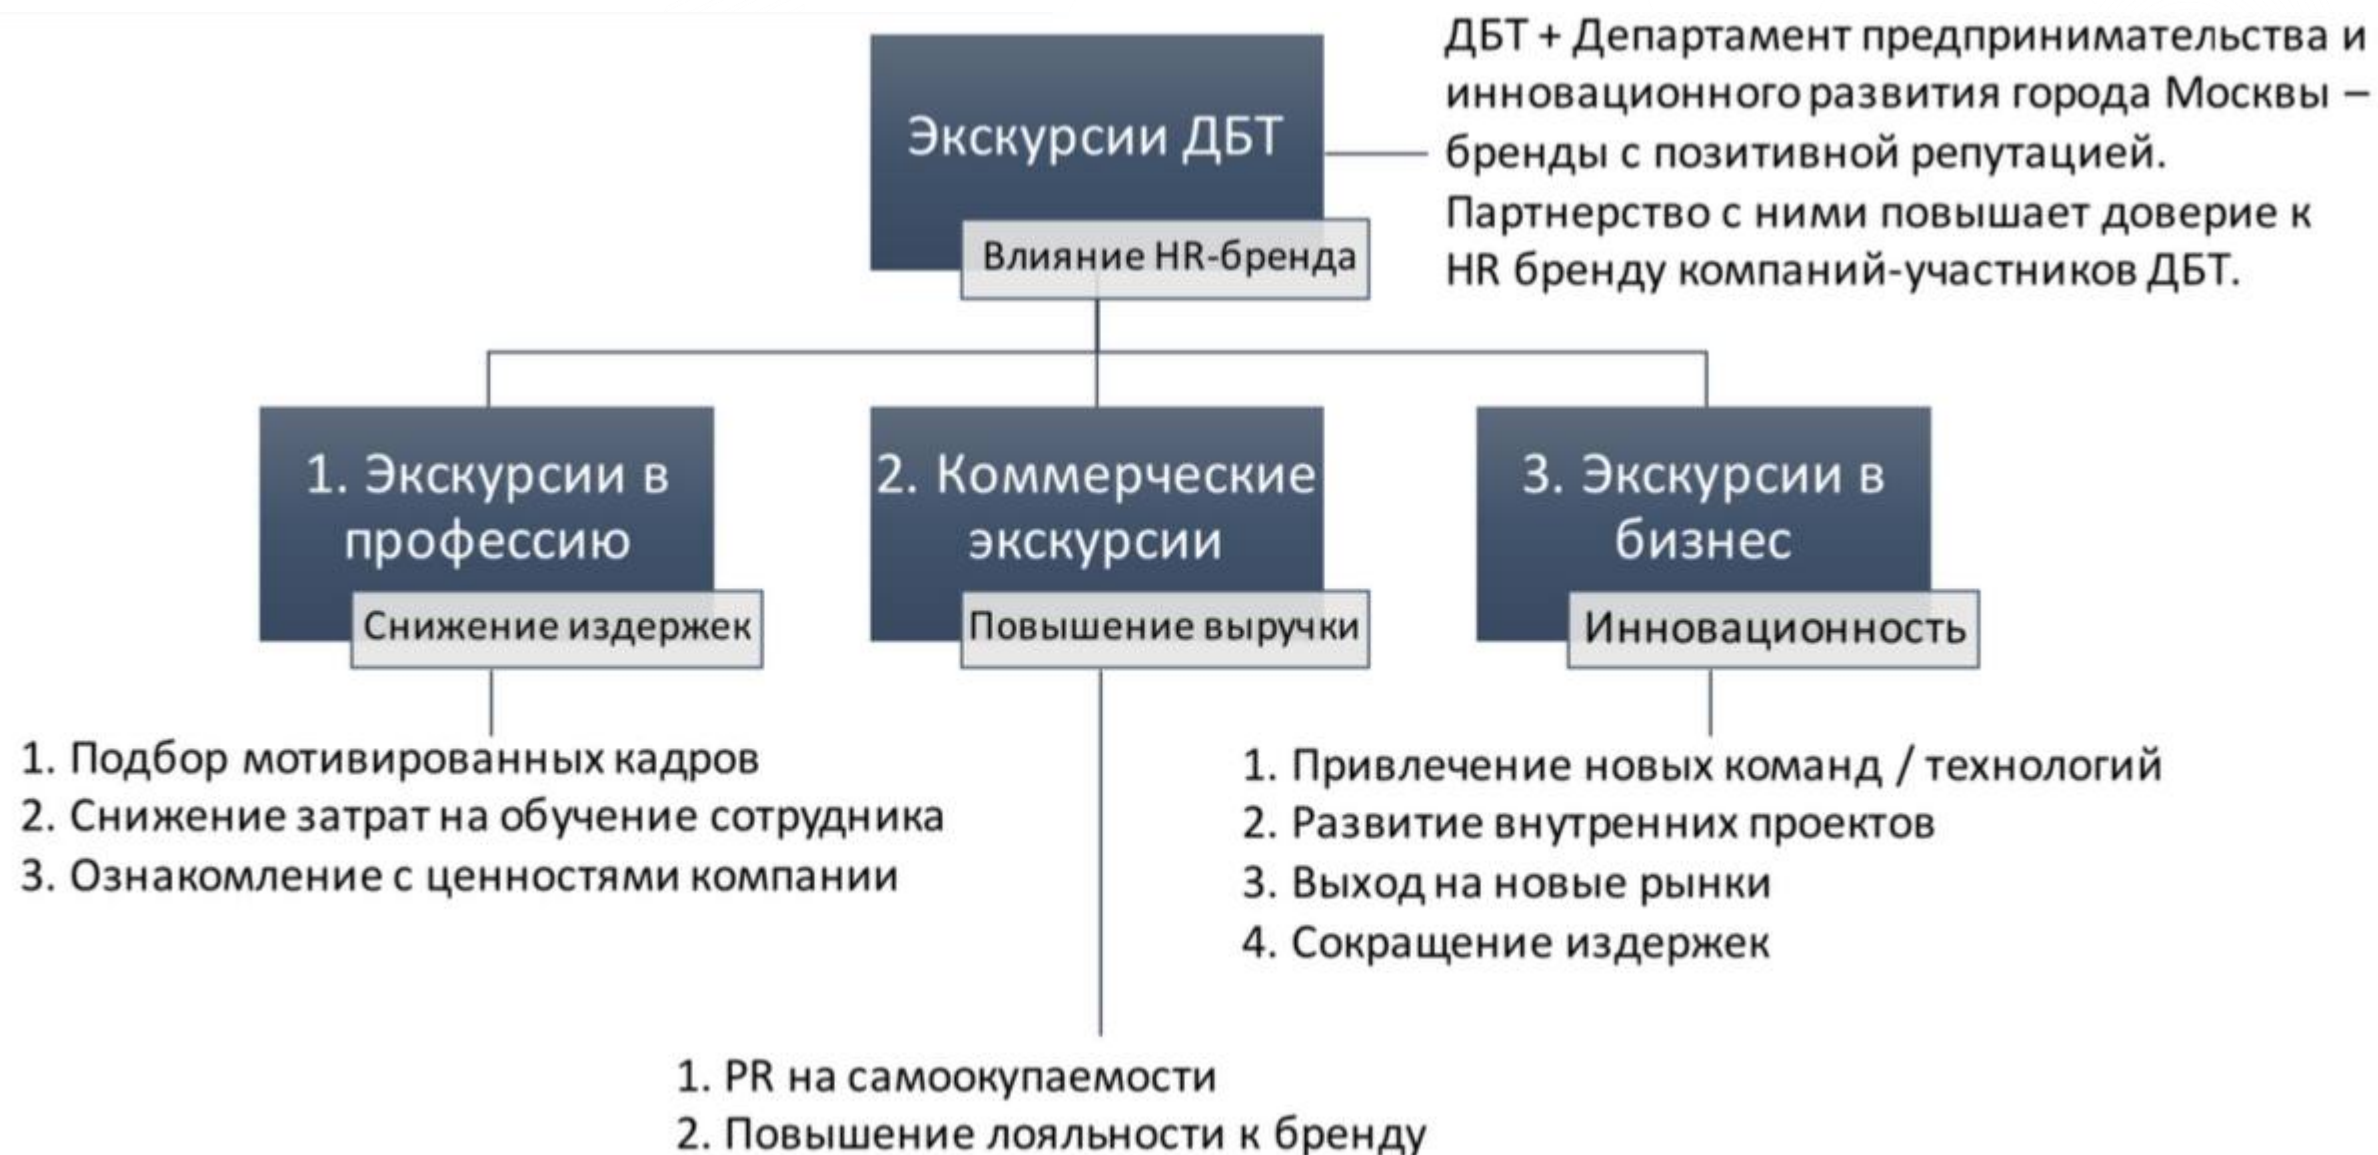 Экскурсии ДБТ
Влияние HR-бренда
ДБТ + Департамент предпринимательства и
инновационного развития города Москвы –
бренды с позитивной репутацией.
Партнерство с ними повышает доверие к
HR бренду компаний-участников ДБТ.
1. Экскурсии в
профессию
Снижение издержек
1. Подбор мотивированных кадров
2. Снижение затрат на обучение сотрудника
3. Ознакомление с ценностями компании
2. Коммерческие
экскурсии
Повышение выручки
1. PR на самоокупаемости
2. Повышение лояльности к бренду
3. Экскурсии в
бизнес
Инновационность
1. Привлечение новых команд / технологий
2. Развитие внутренних проектов
3. Выход на новые рынки
4. Сокращение издержек